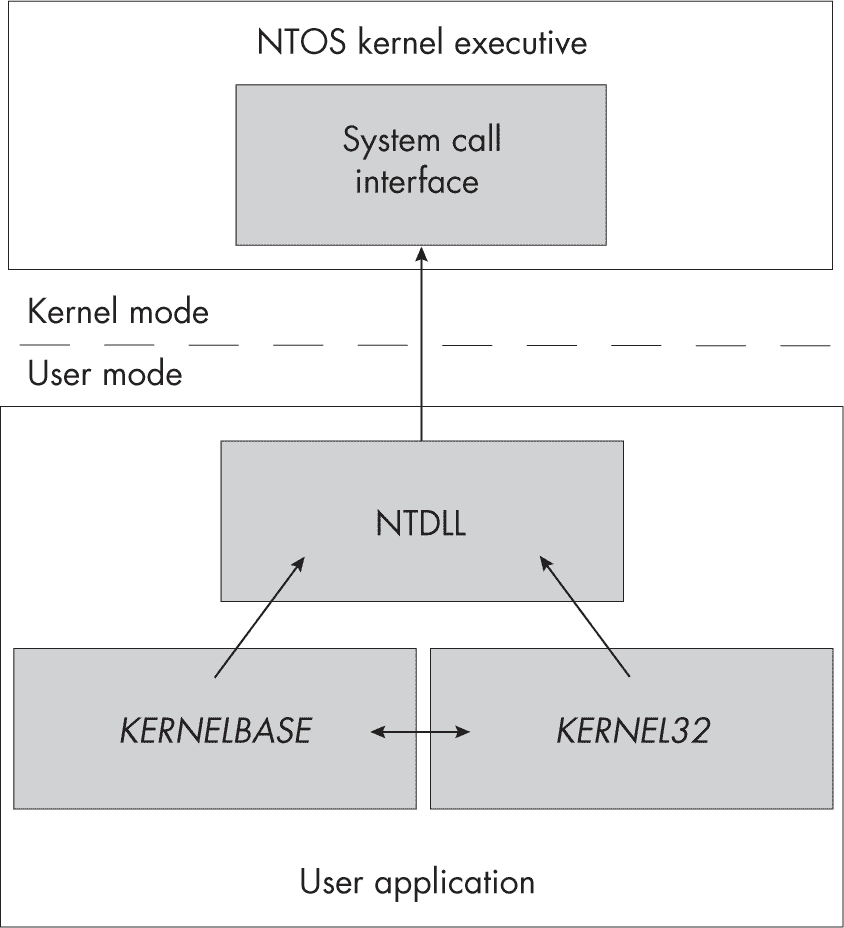 NTOS kernel executive
System call
interface
Kernel mode
User mode
NTDLL
KERNELBASE
KERNEL32
User application